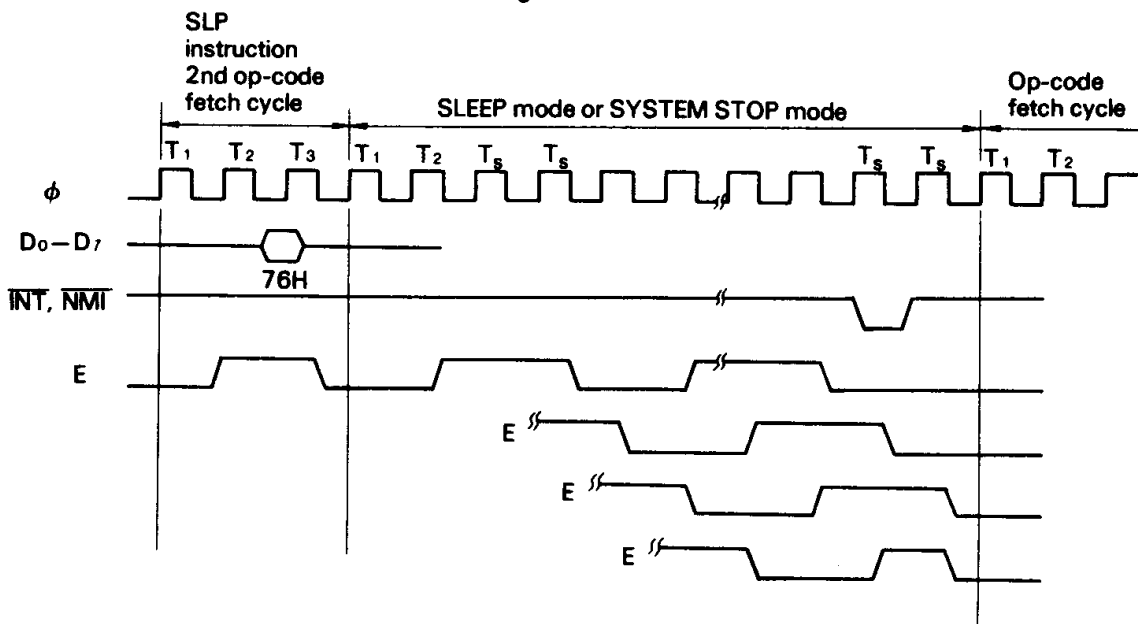 SLP
instruction
2nd op-code
fetch cycle
SLEEP mode or SYSTEM STOP mode
Op-code
fetch cycle
T1 T2 T3 T1 T2 Ts Ts Ts Ts T1 T2
φ
D0–D7
76H
INT, NMI
E
E
E
E